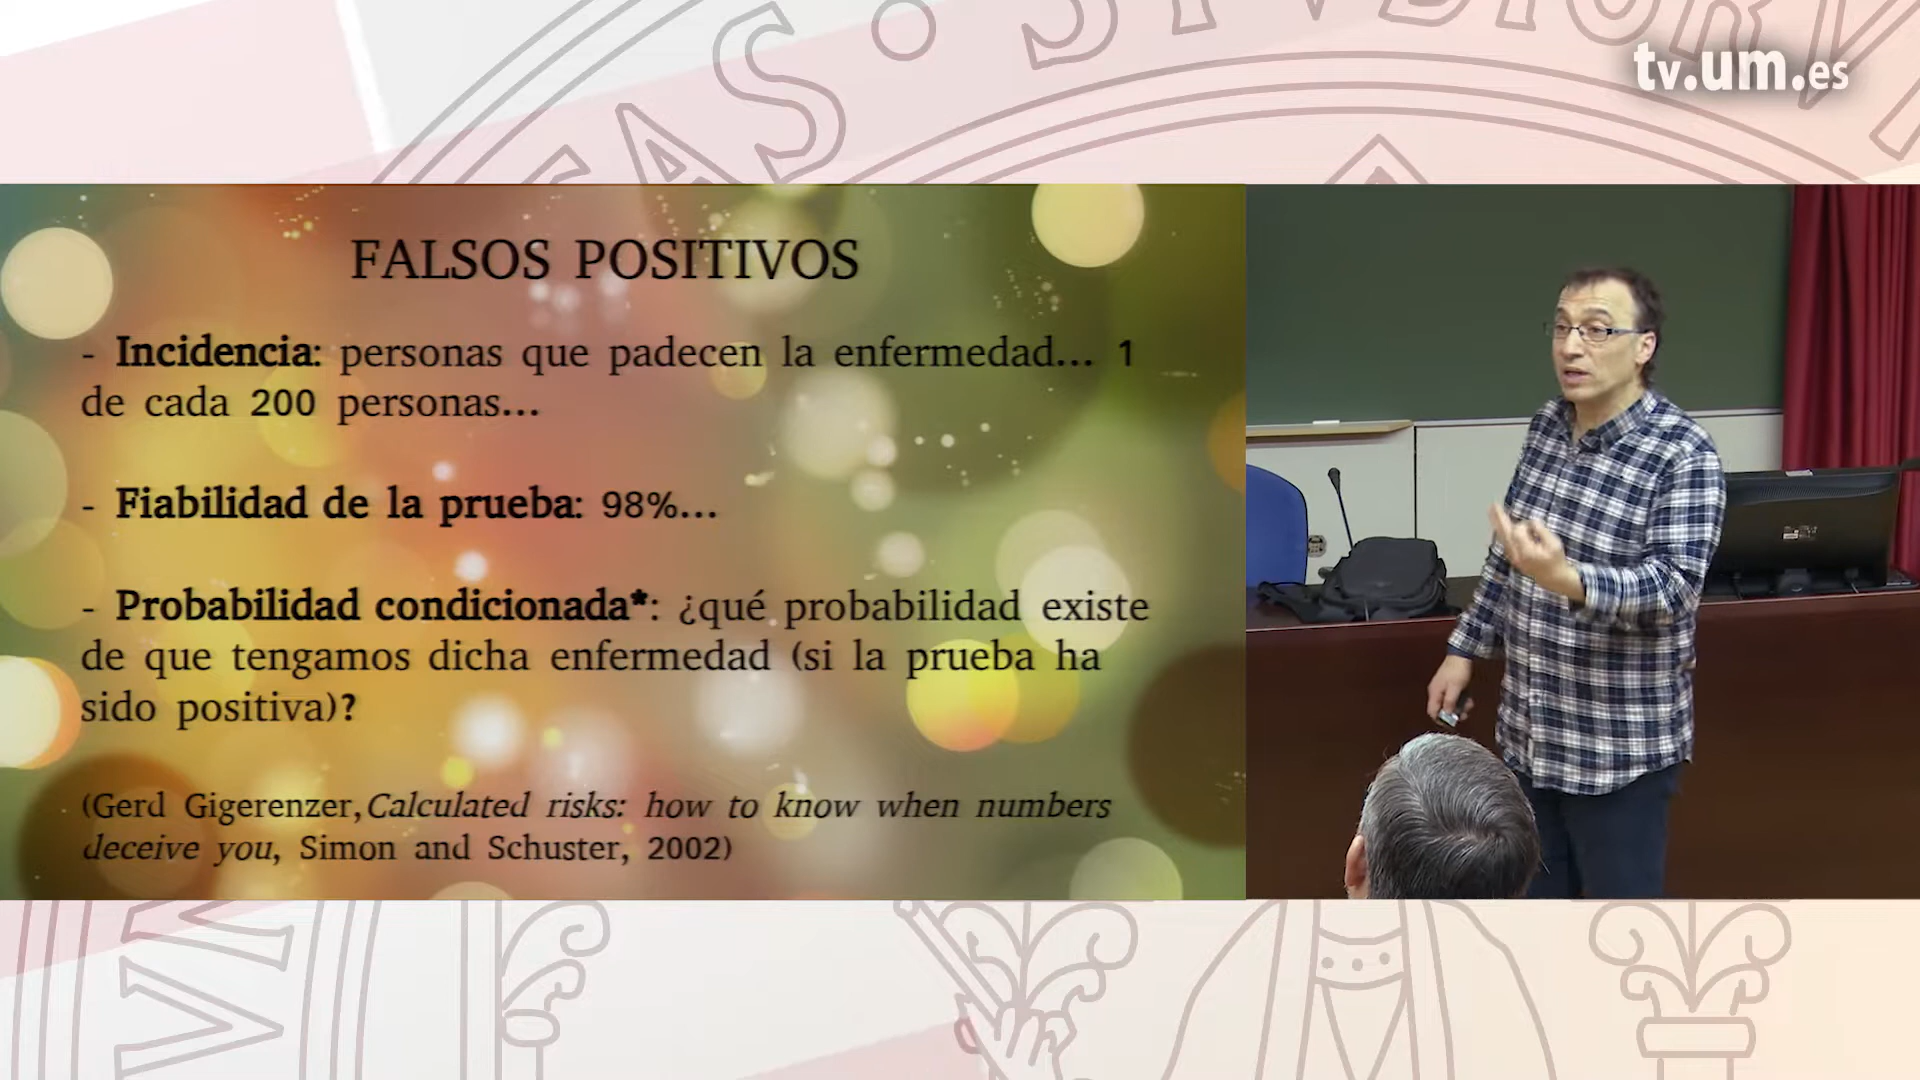 tv.um.es
FALSOS POSITIVOS
- Incidencia: personas que padecen la enfermedad... 1
de cada 200 personas...
- Fiabilidad de la prueba: 98%...
- Probabilidad condicionada*: ¿qué probabilidad existe
de que tengamos dicha enfermedad (si la prueba ha
sido positiva)?
(Gerd Gigerenzer, Calculated risks: how to know when numbers
deceive you, Simon and Schuster, 2002)